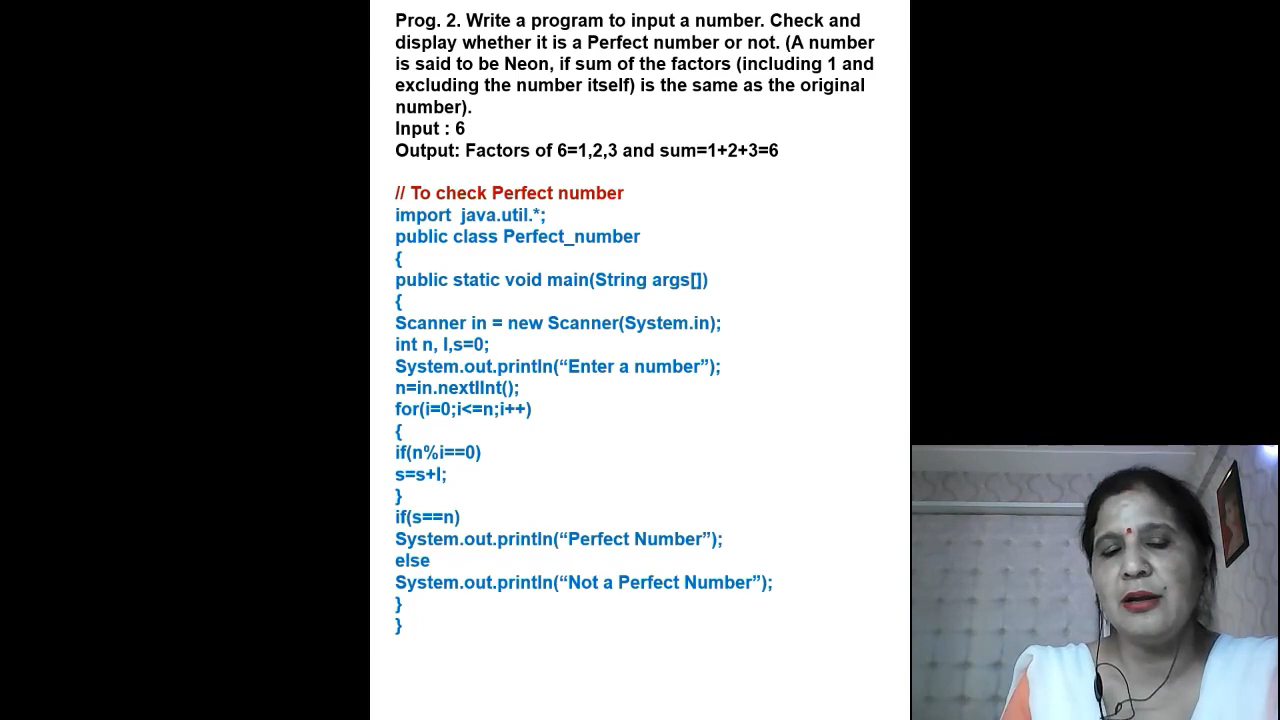 Prog. 2. Write a program to input a number. Check and
display whether it is a Perfect number or not. (A number
is said to be Neon, if sum of the factors (including 1 and
excluding the number itself) is the same as the original
number).
Input : 6
Output: Factors of 6=1,2,3 and sum=1+2+3=6
// To check Perfect number
import  java.util.*;
public class Perfect_number
{
public static void main(String args[])
{
Scanner in = new Scanner(System.in);
int n, I,s=0;
System.out.println(“Enter a number”);
n=in.nextIInt();
for(i=0;i<=n;i++)
{
if(n%i==0)
s=s+I;
}
if(s==n)
System.out.println(“Perfect Number”);
else
System.out.println(“Not a Perfect Number”);
}
}